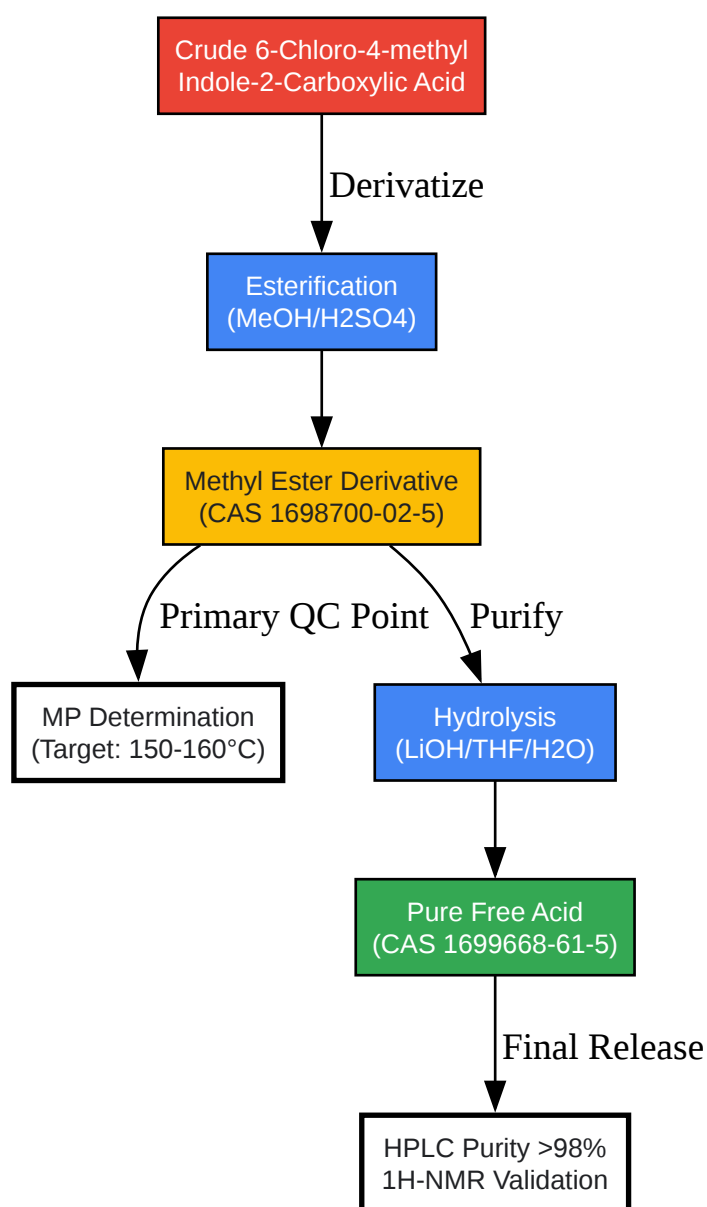 Crude 6-Chloro-4-methyl
Indole-2-Carboxylic Acid
Derivatize
Esterification
(MeOH/H2SO4)
Methyl Ester Derivative
(CAS 1698700-02-5)
Primary QC Point
Purify
MP Determination
(Target: 150-160°C)
Hydrolysis
(LiOH/THF/H2O)
Pure Free Acid
(CAS 1699668-61-5)
Final Release
HPLC Purity >98%
1H-NMR Validation